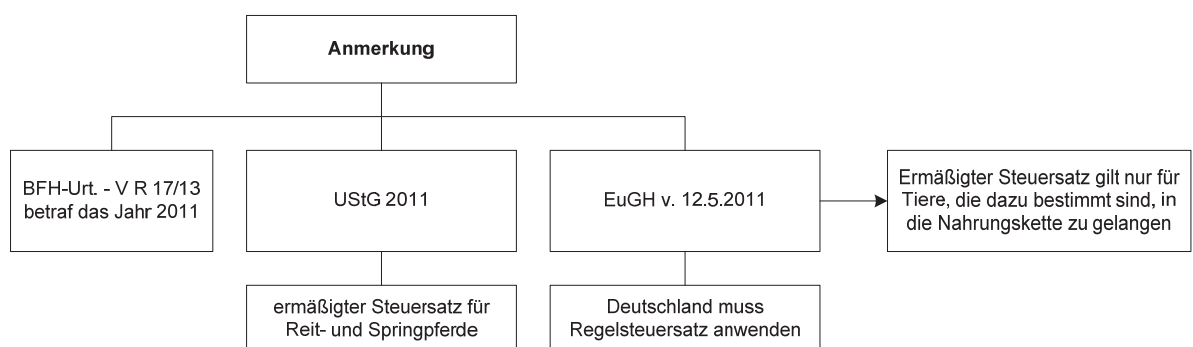 Anmerkung
BFH-Urt. - V R 17/13
betraf das Jahr 2011
UStG 2011
EuGH v. 12.5.2011
Ermäßigter Steuersatz gilt nur für
Tiere, die dazu bestimmt sind, in
die Nahrungskette zu gelangen
ermäßigter Steuersatz für
Reit- und Springpferde
Deutschland muss
Regelsteuersatz anwenden